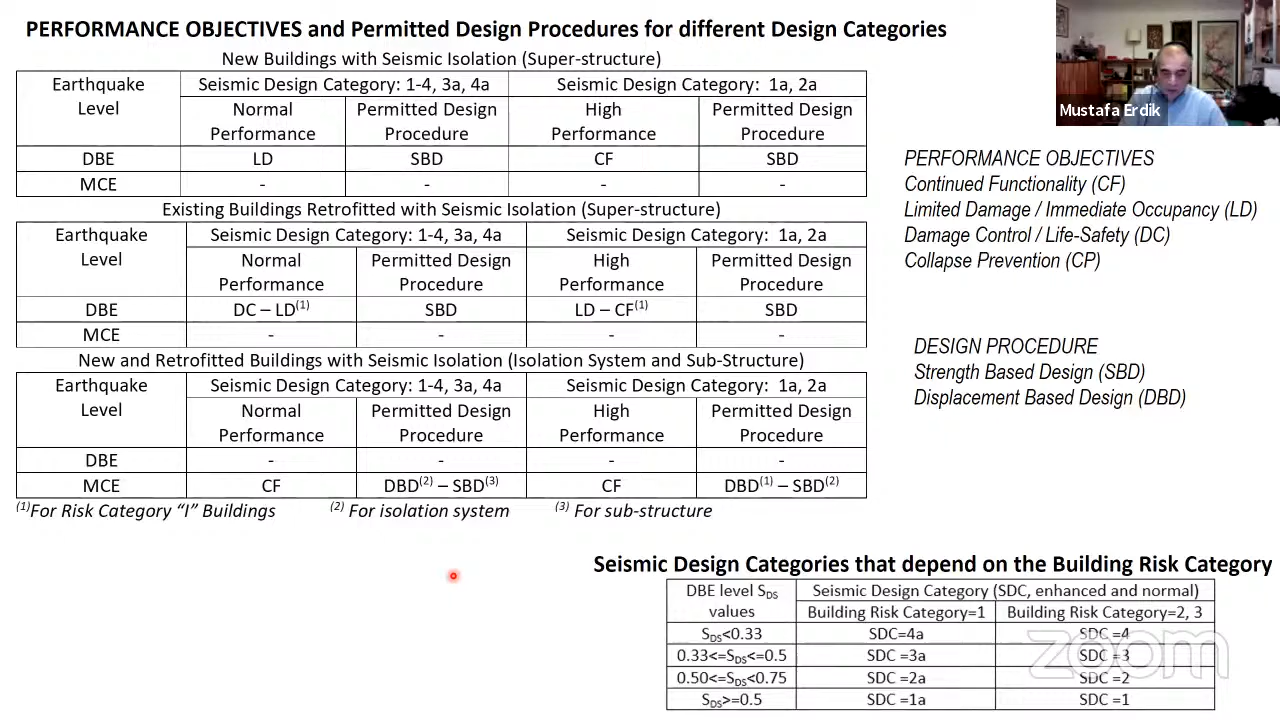 PERFORMANCE OBJECTIVES and Permitted Design Procedures for different Design Categories
New Buildings with Seismic Isolation (Super-structure)
Earthquake Level
Seismic Design Category: 1-4, 3a, 4a
Seismic Design Category: 1a, 2a
Normal Performance
Permitted Design Procedure
High Performance
Permitted Design Procedure
DBE LD SBD CF SBD
MCE - - - -
Existing Buildings Retrofitted with Seismic Isolation (Super-structure)
Earthquake Level
Seismic Design Category: 1-4, 3a, 4a
Seismic Design Category: 1a, 2a
Normal Performance
Permitted Design Procedure
High Performance
Permitted Design Procedure
DBE DC – LD(1) SBD LD – CF(1) SBD
MCE - - - -
New and Retrofitted Buildings with Seismic Isolation (Isolation System and Sub-Structure)
Earthquake Level
Seismic Design Category: 1-4, 3a, 4a
Seismic Design Category: 1a, 2a
Normal Performance
Permitted Design Procedure
High Performance
Permitted Design Procedure
DBE - - - -
MCE CF DBD(2) – SBD(3) CF DBD(1) – SBD(2)
(1)For Risk Category “I” Buildings (2) For isolation system (3) For sub-structure
Mustafa Erdik
PERFORMANCE OBJECTIVES
Continued Functionality (CF)
Limited Damage / Immediate Occupancy (LD)
Damage Control / Life-Safety (DC)
Collapse Prevention (CP)
DESIGN PROCEDURE
Strength Based Design (SBD)
Displacement Based Design (DBD)
Seismic Design Categories that depend on the Building Risk Category
DBE level SDS values
Seismic Design Category (SDC, enhanced and normal)
Building Risk Category=1 Building Risk Category=2, 3
SDS<0.33 SDC=4a SDC =4
0.33<=SDS<=0.5 SDC =3a SDC =3
0.50<=SDS<0.75 SDC =2a SDC =2
SDS>=0.5 SDC =1a SDC =1
zoom